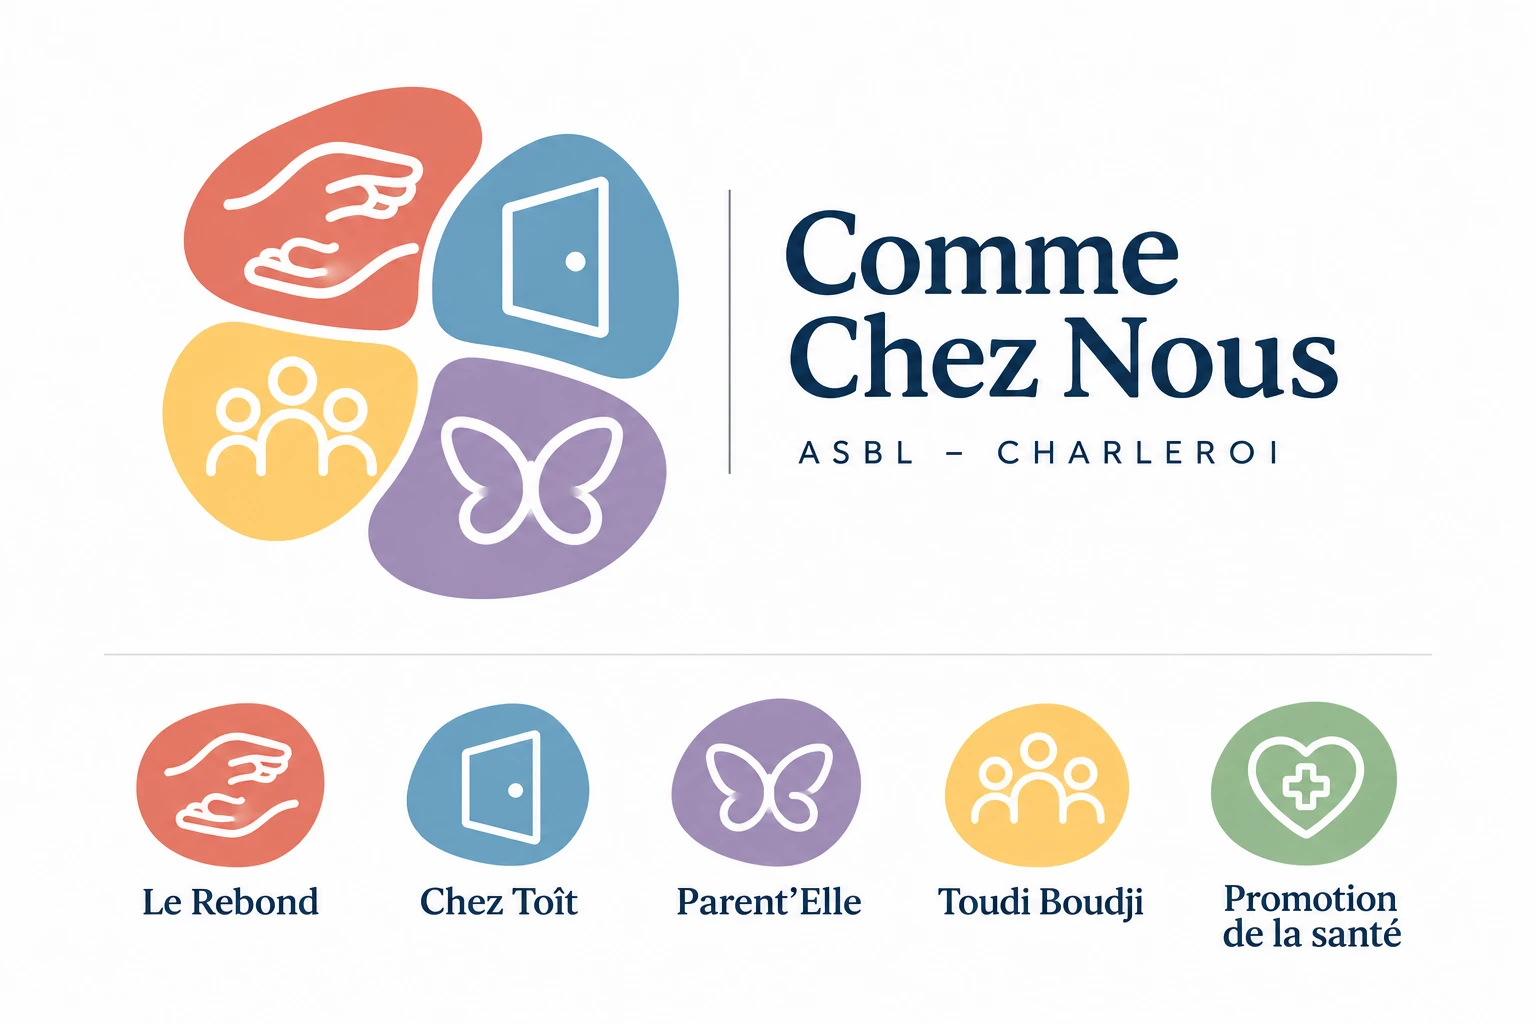 Comme
Chez Nous
ASBL – CHARLEROI
Le Rebond
Chez Toît
Parent’Elle
Toudi Boudji
Promotion
de la santé